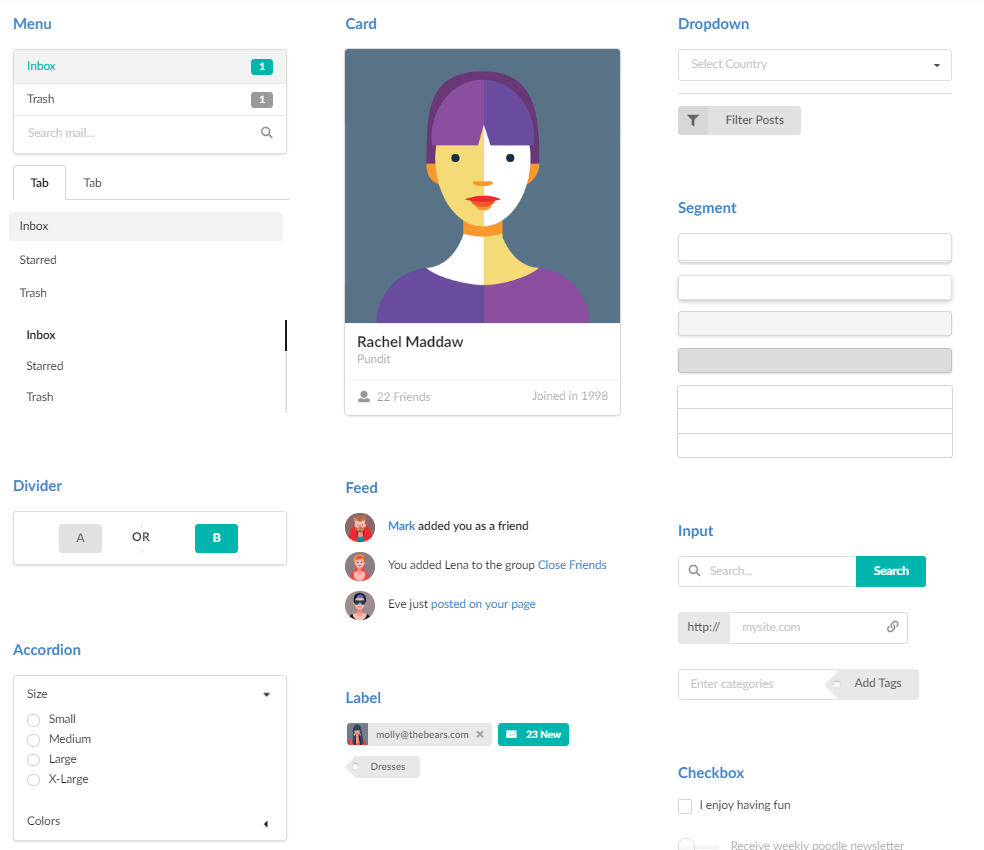 Menu
Inbox 1
Trash 1
Search mail...
Tab Tab
Inbox
Starred
Trash
Inbox
Starred
Trash
Divider
A OR B
Accordion
Size
Small
Medium
Large
X-Large
Colors
Card
Rachel Maddaw
Pundit
22 Friends Joined in 1998
Feed
Mark added you as a friend
You added Lena to the group Close Friends
Eve just posted on your page
Label
molly@thebears.com 23 New
Dresses
Dropdown
Select Country
Filter Posts
Segment
Input
Search... Search
http:// mysite.com
Enter categories Add Tags
Checkbox
I enjoy having fun
Receive weekly poodle newsletter